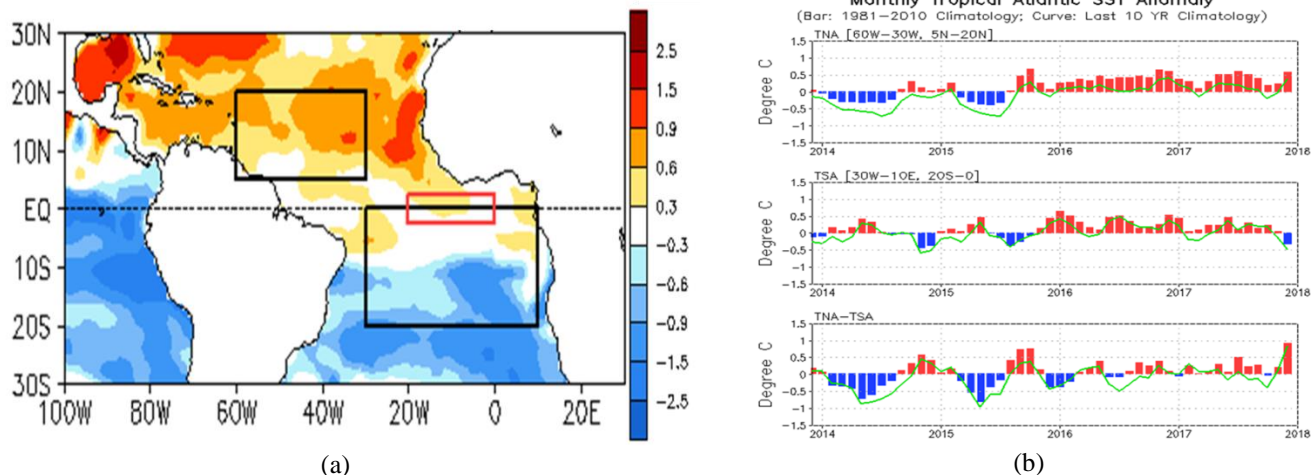 30N
20N
10N
EQ
10S
20S
30S
100W 80W 60W 40W 20W 0 20E
2.5
1.5
0.9
0.6
0.3
−0.3
−0.6
−0.9
−1.5
−2.5
(a)
Monthly Tropical Atlantic SST Anomaly
(Bar: 1981−2010 Climatology; Curve: Last 10 YR Climatology)
TNA [60W−30W, 5N−20N]
Degree C
1.5
1
0.5
0
−0.5
−1
−1.5
2014 2015 2016 2017 2018
TSA [30W−10E, 20S−0]
Degree C
1.5
1
0.5
0
−0.5
−1
−1.5
2014 2015 2016 2017 2018
TNA−TSA
Degree C
1.5
1
0.5
0
−0.5
−1
−1.5
2014 2015 2016 2017 2018
(b)